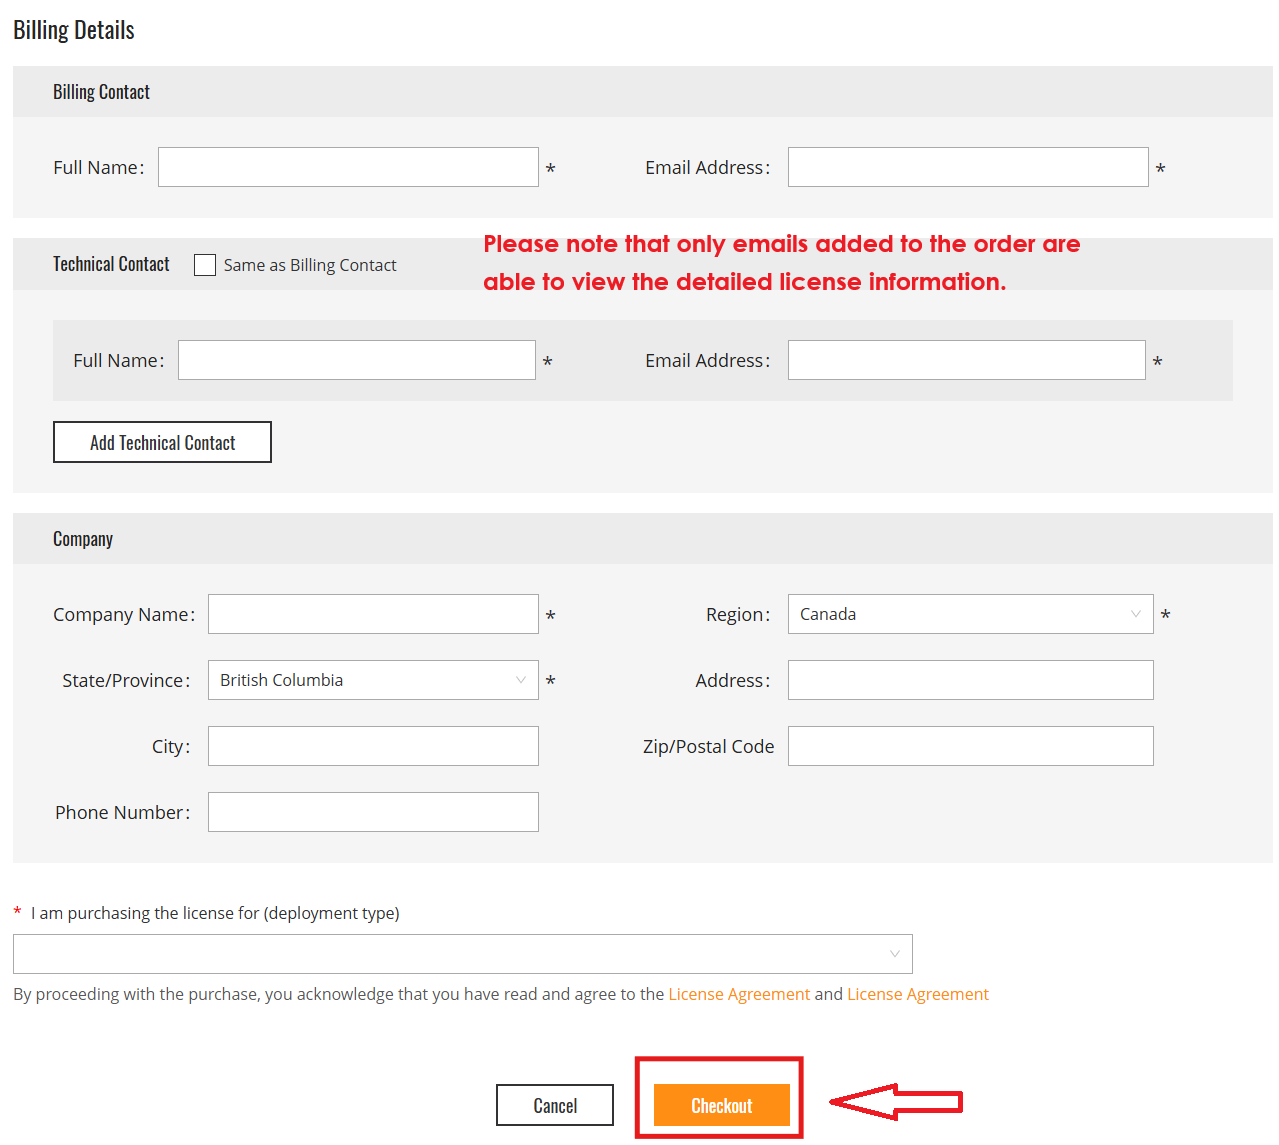 Billing Details
Billing Contact
Full Name: * Email Address: *
Please note that only emails added to the order are
able to view the detailed license information.
Technical Contact Same as Billing Contact
Full Name: * Email Address: *
Add Technical Contact
Company
Company Name: * Region: Canada *
State/Province: British Columbia * Address:
City: Zip/Postal Code
Phone Number:
* I am purchasing the license for (deployment type)
By proceeding with the purchase, you acknowledge that you have read and agree to the License Agreement and License Agreement
Cancel Checkout